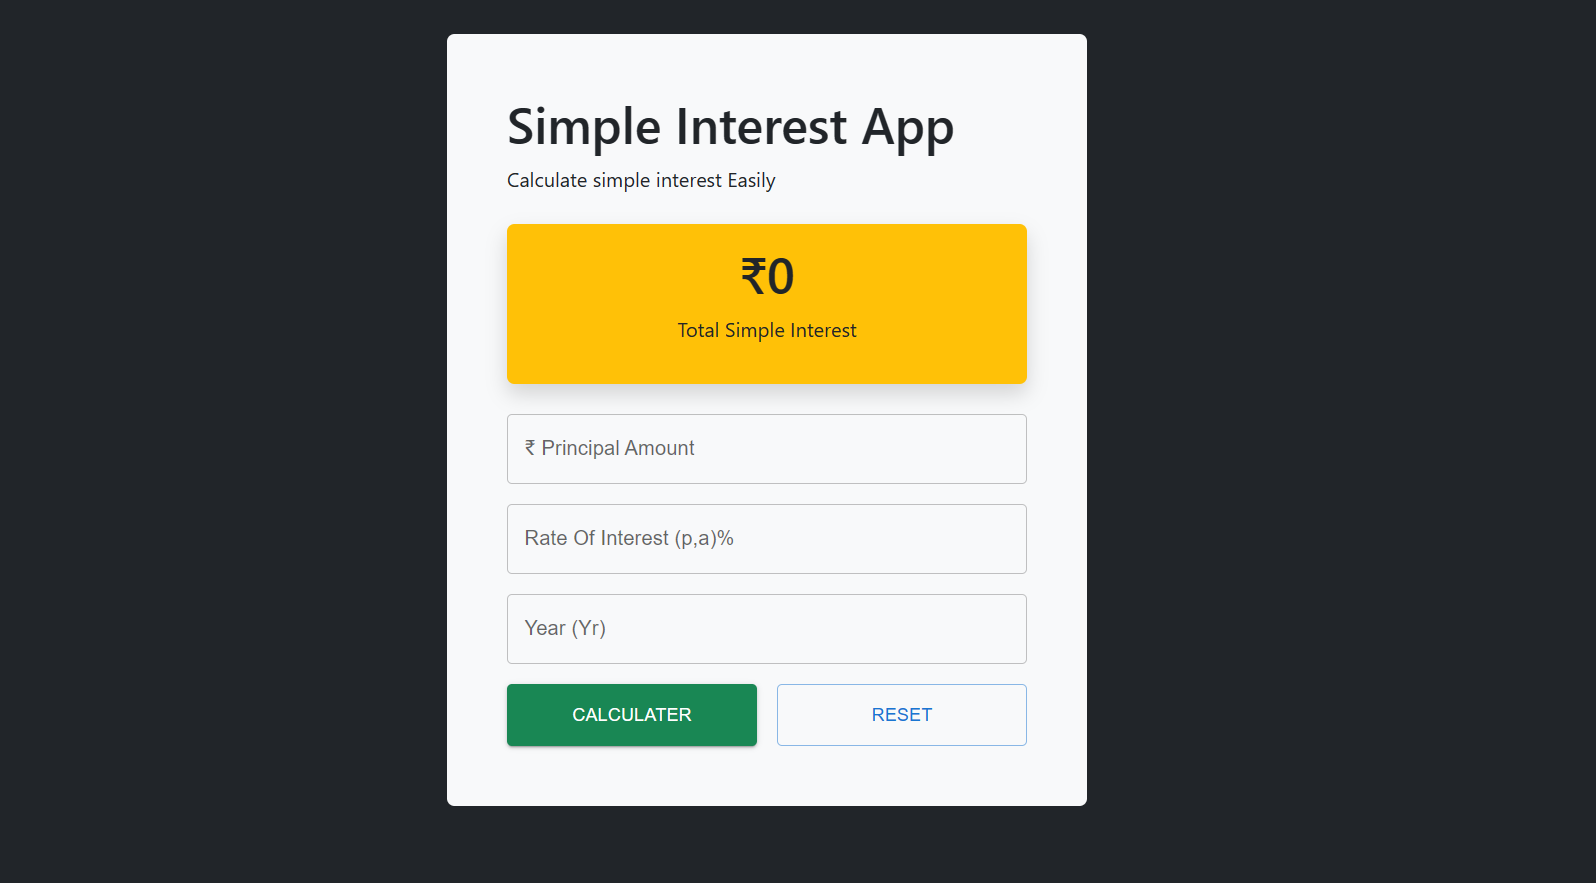 Simple Interest App
Calculate simple interest Easily
₹0
Total Simple Interest
₹ Principal Amount
Rate Of Interest (p,a)%
Year (Yr)
CALCULATER
RESET